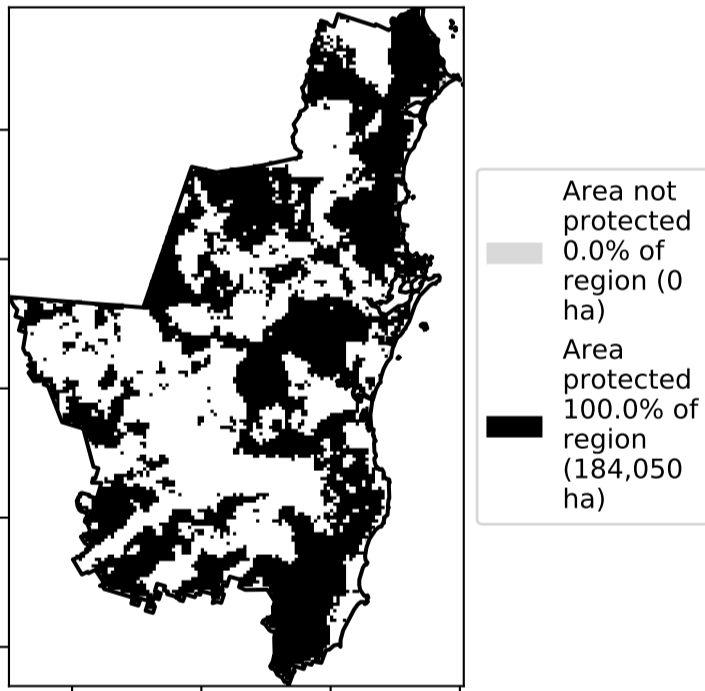 Area not
protected
0.0% of
region (0
ha)
Area
protected
100.0% of
region
(184,050
ha)